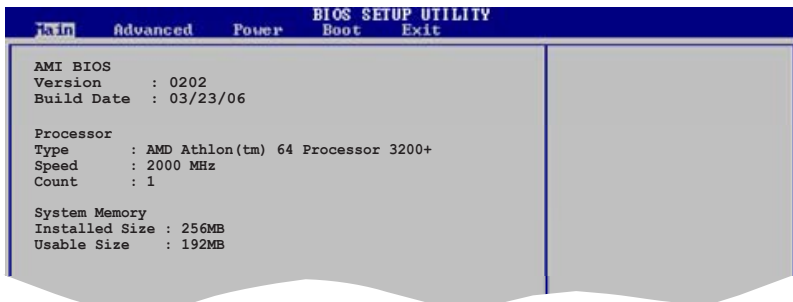 BIOS SETUP UTILITY
Main Advanced Power Boot Exit
AMI BIOS
Version : 0202
Build Date : 03/23/06
Processor
Type : AMD Athlon(tm) 64 Processor 3200+
Speed : 2000 MHz
Count : 1
System Memory
Installed Size : 256MB
Usable Size : 192MB